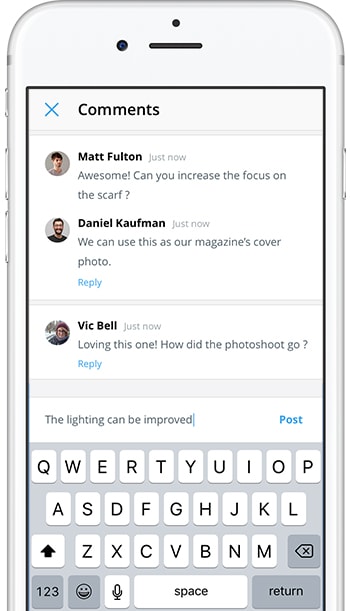 Comments
Matt Fulton Just now
Awesome! Can you increase the focus on
the scarf ?
Daniel Kaufman Just now
We can use this as our magazine's cover
photo.
Reply
Vic Bell Just now
Loving this one! How did the photoshoot go ?
Reply
The lighting can be improved Post
Q W E R T Y U I O P
A S D F G H J K L
Z X C V B N M
123 space return